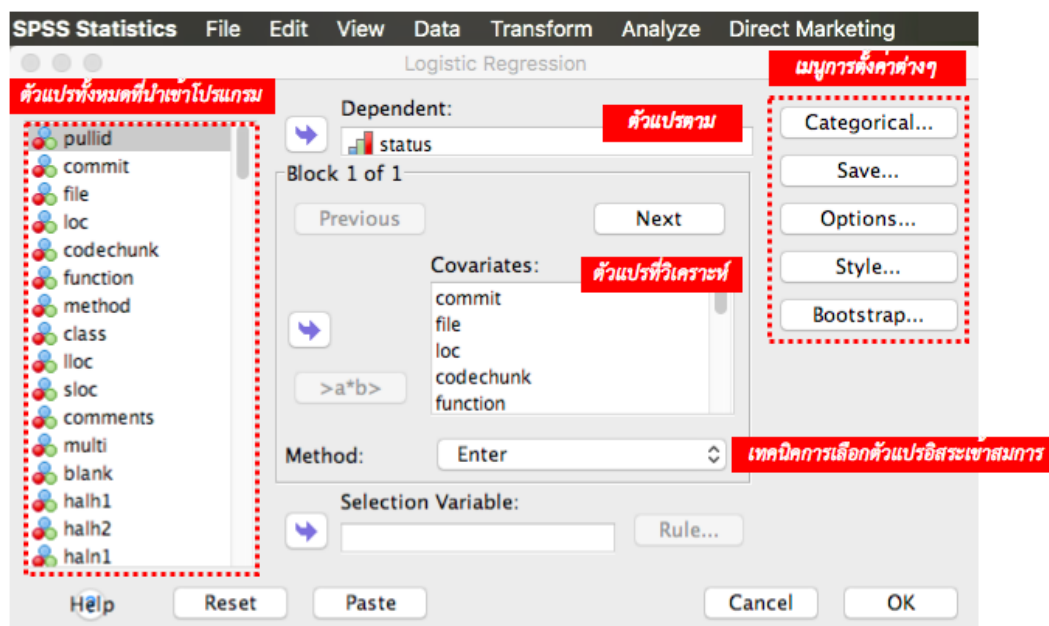 SPSS Statistics File Edit View Data Transform Analyze Direct Marketing
Logistic Regression
เมนูการตั้งค่าต่างๆ
ตัวแปรทั้งหมดที่นำเข้าโปรแกรม
pullid
commit
file
loc
codechunk
function
method
class
lloc
sloc
comments
multi
blank
halh1
halh2
haln1
Dependent:
ตัวแปรตาม
status
Block 1 of 1
Previous Next
Covariates:
ตัวแปรที่วิเคราะห์
commit
file
loc
codechunk
function
>a*b>
Method: Enter
เทคนิคการเลือกตัวแปรอิสระเข้าสมการ
Selection Variable:
Rule...
Categorical...
Save...
Options...
Style...
Bootstrap...
Help Reset Paste Cancel OK